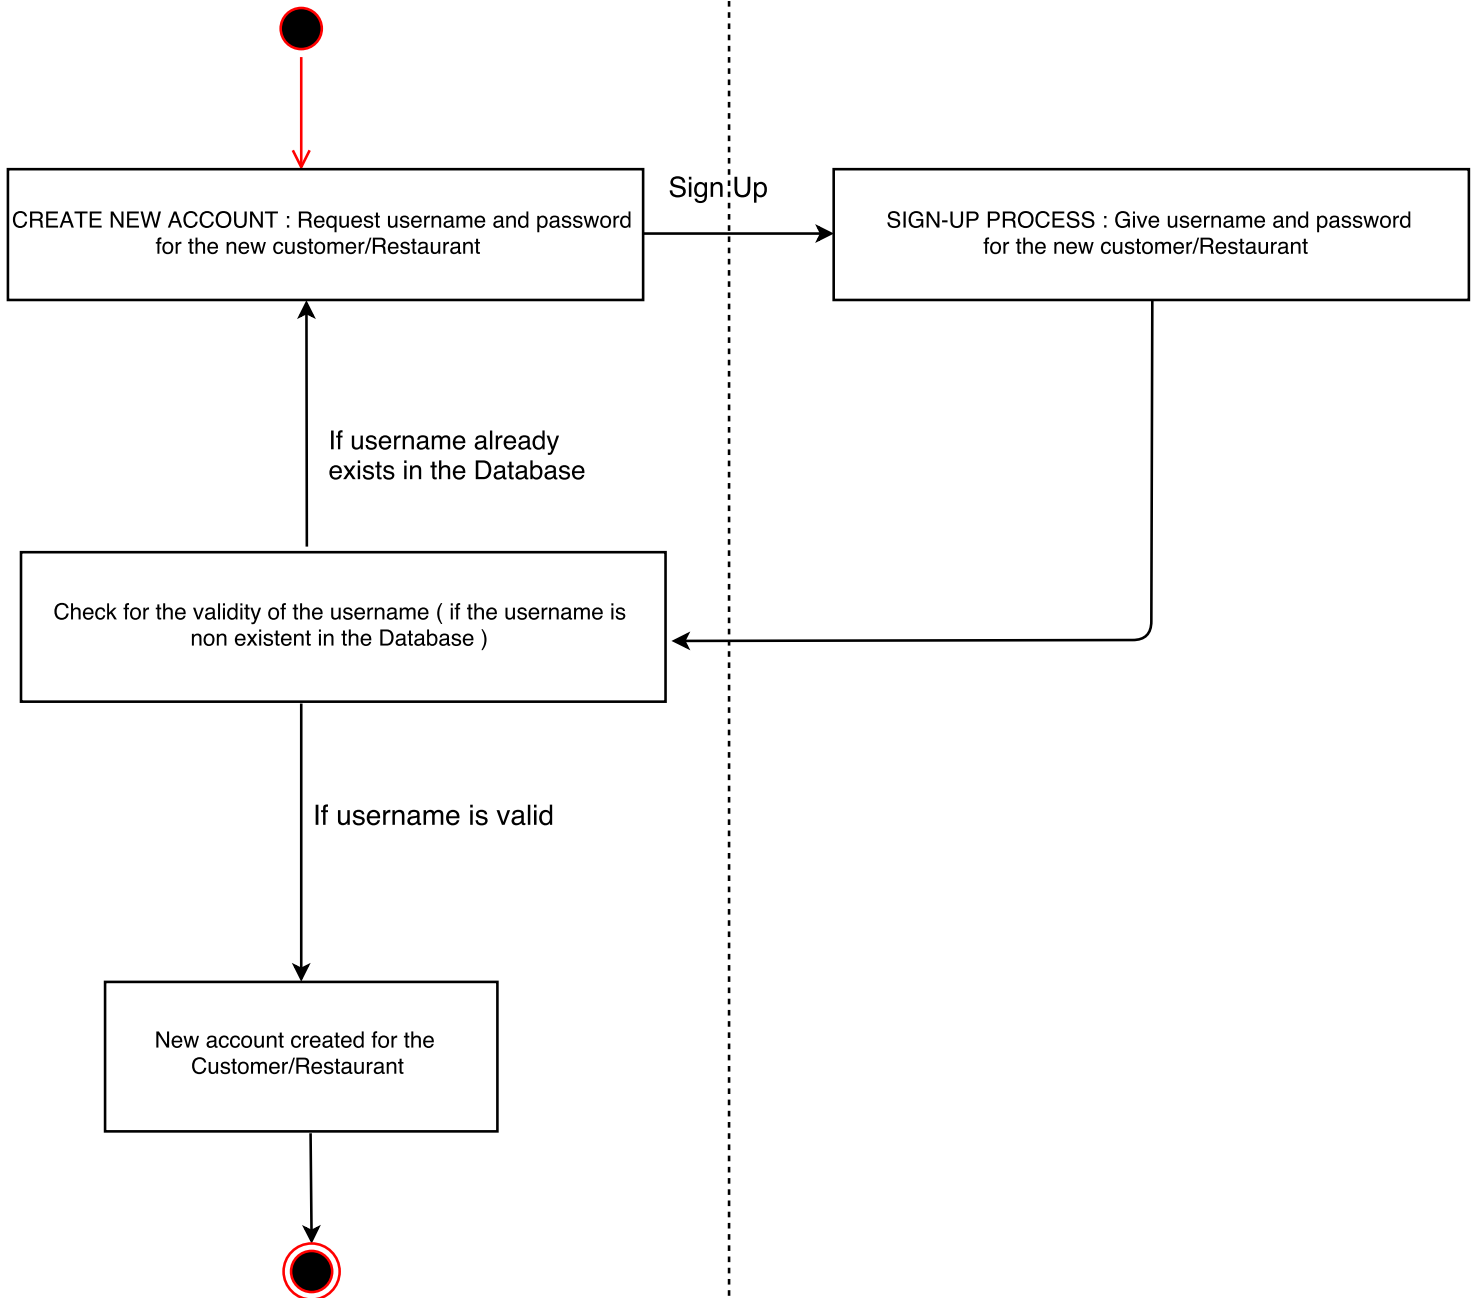 Sign Up
CREATE NEW ACCOUNT : Request username and password
for the new customer/Restaurant
SIGN-UP PROCESS : Give username and password
for the new customer/Restaurant
If username already
exists in the Database
Check for the validity of the username ( if the username is
non existent in the Database )
If username is valid
New account created for the
Customer/Restaurant